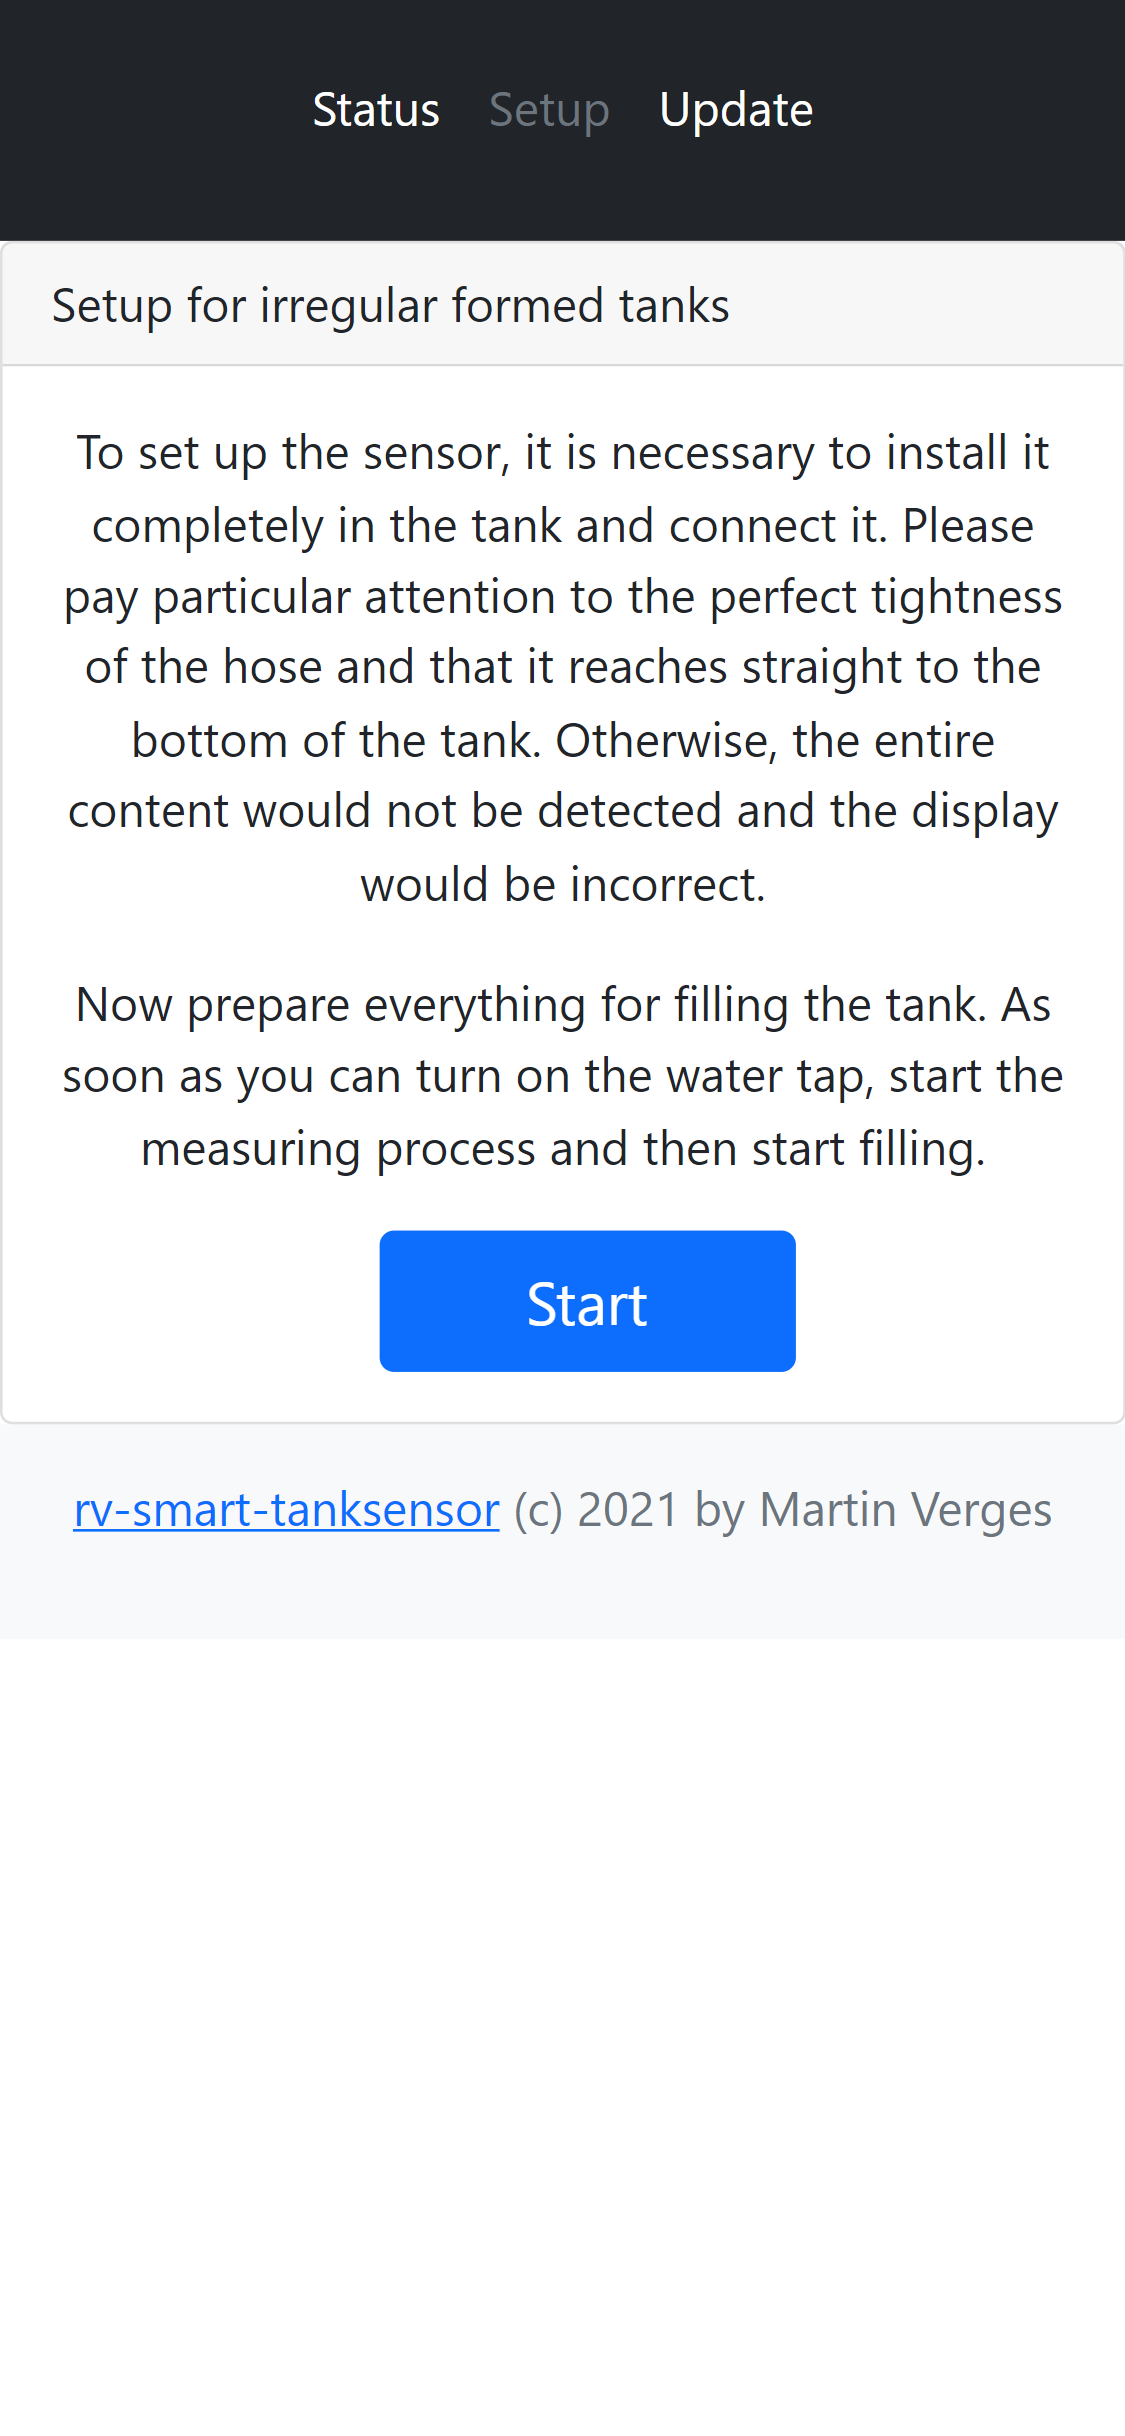 Status Setup Update
Setup for irregular formed tanks
To set up the sensor, it is necessary to install it
completely in the tank and connect it. Please
pay particular attention to the perfect tightness
of the hose and that it reaches straight to the
bottom of the tank. Otherwise, the entire
content would not be detected and the display
would be incorrect.
Now prepare everything for filling the tank. As
soon as you can turn on the water tap, start the
measuring process and then start filling.
Start
rv-smart-tanksensor (c) 2021 by Martin Verges